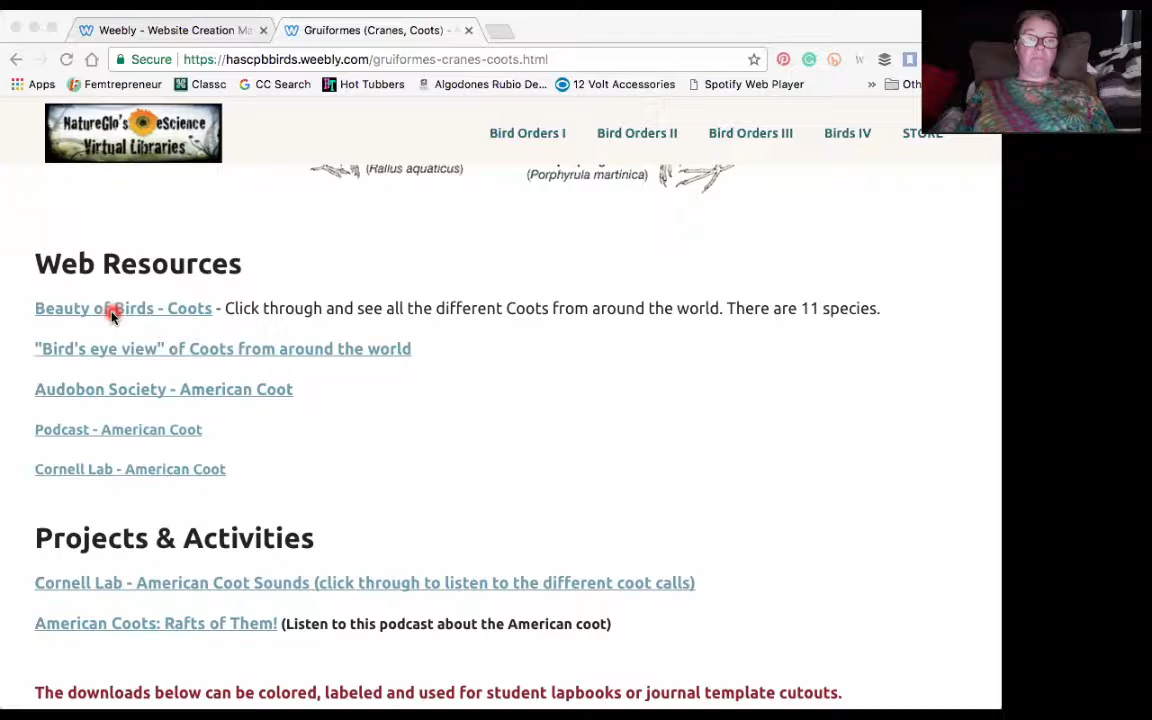 Weebly - Website Creation Ma
Gruiformes (Cranes, Coots) -
Secure
https://hascpbbirds.weebly.com/gruiformes-cranes-coots.html
Apps
Femtrepreneur
Classc
CC Search
Hot Tubbers
Algodones Rubio De...
12 Volt Accessories
Spotify Web Player
»
Oth
NatureGlo's eScience
Virtual Libraries
Bird Orders I
Bird Orders II
Bird Orders III
Birds IV
STORE
(Rallus aquaticus)
(Porphyrula martinica)
Web Resources
Beauty of Birds - Coots - Click through and see all the different Coots from around the world. There are 11 species.
"Bird's eye view" of Coots from around the world
Audobon Society - American Coot
Podcast - American Coot
Cornell Lab - American Coot
Projects & Activities
Cornell Lab - American Coot Sounds (click through to listen to the different coot calls)
American Coots: Rafts of Them! (Listen to this podcast about the American coot)
The downloads below can be colored, labeled and used for student lapbooks or journal template cutouts.